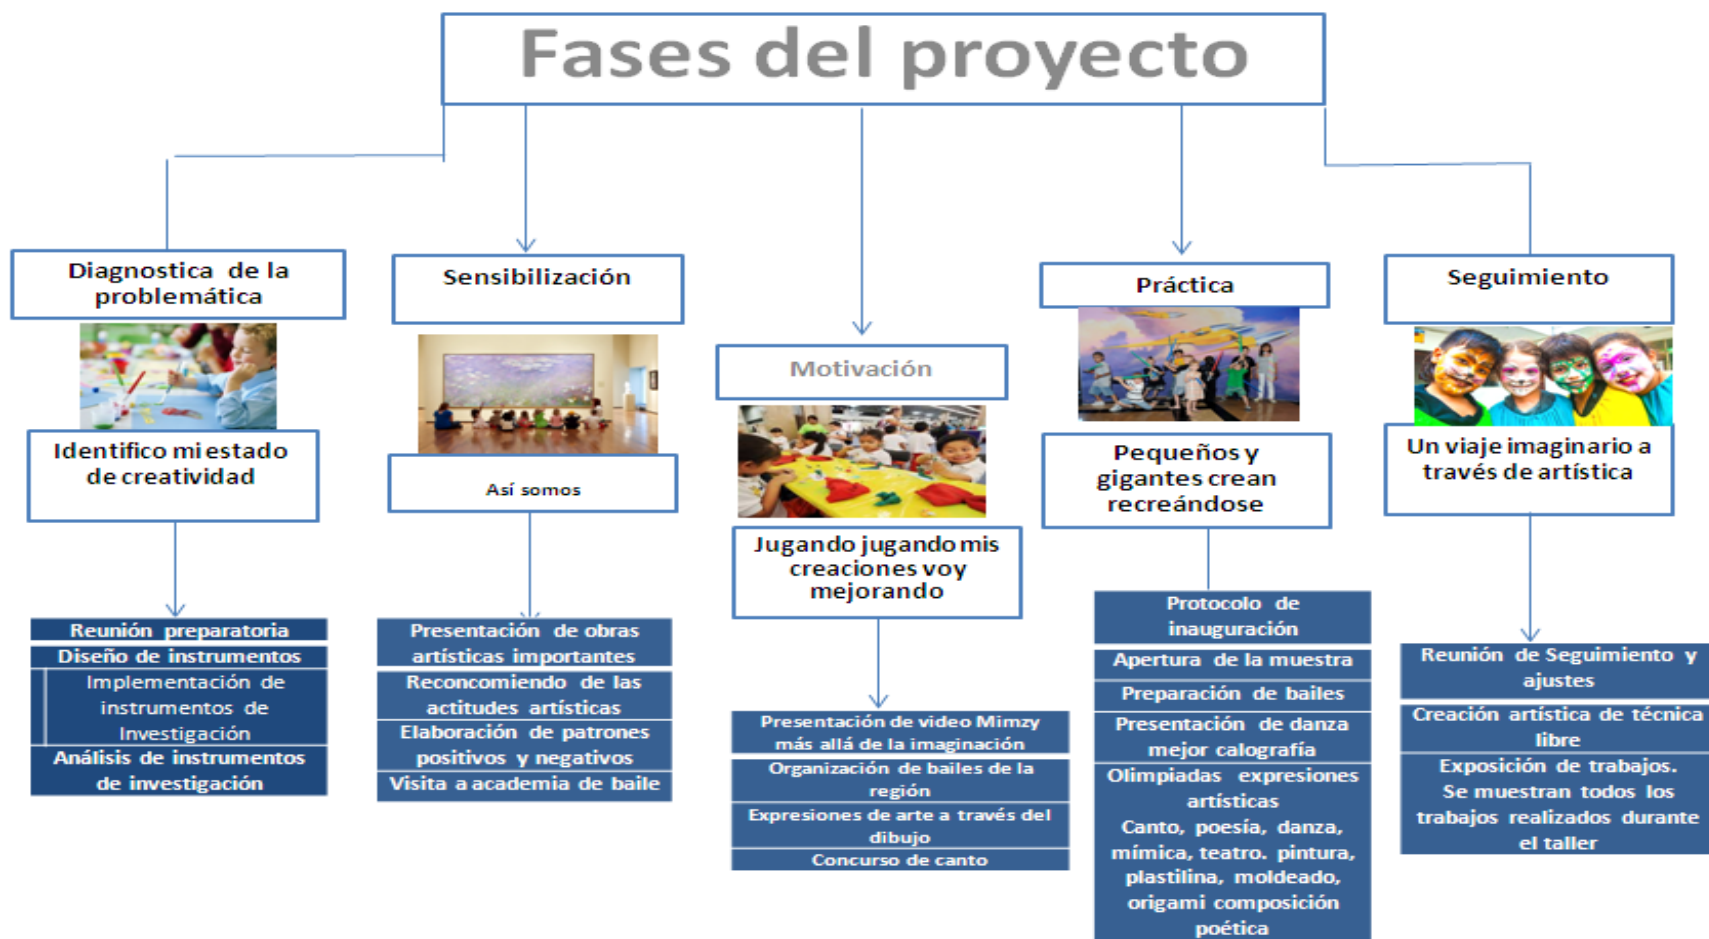 Fases del proyecto
Diagnostica de la
problemática
Identifico mi estado
de creatividad
Reunión preparatoria
Diseño de instrumentos
Implementación de
instrumentos de
Investigación
Análisis de instrumentos
de investigación
Sensibilización
Así somos
Presentación de obras
artísticas importantes
Reconcomiendo de las
actitudes artísticas
Elaboración de patrones
positivos y negativos
Visita a academia de baile
Motivación
Jugando jugando mis
creaciones voy
mejorando
Presentación de video Mimzy
más allá de la imaginación
Organización de bailes de la
región
Expresiones de arte a través del
dibujo
Concurso de canto
Práctica
Pequeños y
gigantes crean
recreándose
Protocolo de
inauguración
Apertura de la muestra
Preparación de bailes
Presentación de danza
mejor calografía
Olimpiadas expresiones
artísticas
Canto, poesía, danza,
mímica, teatro. pintura,
plastilina, moldeado,
origami composición
poética
Seguimiento
Un viaje imaginario a
través de artística
Reunión de Seguimiento y
ajustes
Creación artística de técnica
libre
Exposición de trabajos.
Se muestran todos los
trabajos realizados durante
el taller